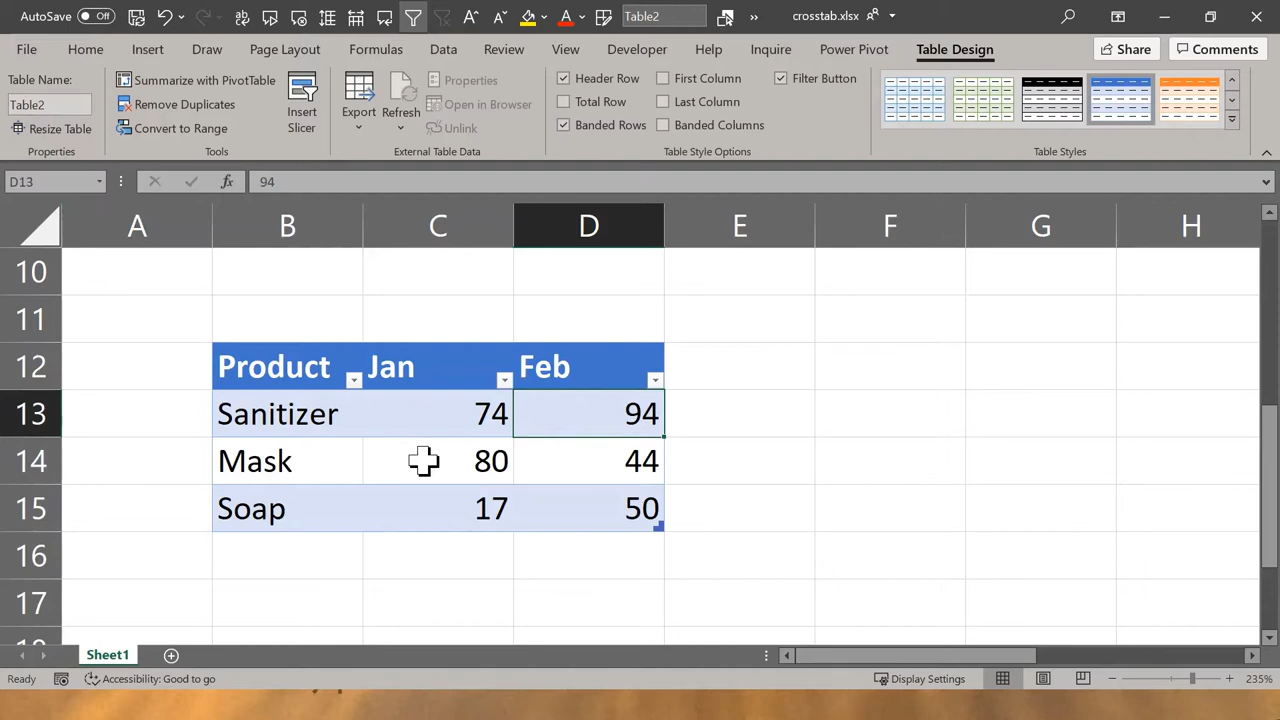 AutoSave Off Table2 crosstab.xlsx
File Home Insert Draw Page Layout Formulas Data Review View Developer Help Inquire Power Pivot Table Design Share Comments
Table Name:
Table2
Resize Table
Properties
Summarize with PivotTable
Remove Duplicates
Convert to Range
Insert
Slicer
Tools
Export
Refresh
Properties
Open in Browser
Unlink
External Table Data
Header Row First Column Filter Button
Total Row Last Column
Banded Rows Banded Columns
Table Style Options
Table Styles
D13 fx 94
A B C D E F G H
10
11
12 Product Jan Feb
13 Sanitizer 74 94
14 Mask 80 44
15 Soap 17 50
16
17
Sheet1
Ready Accessibility: Good to go Display Settings 235%